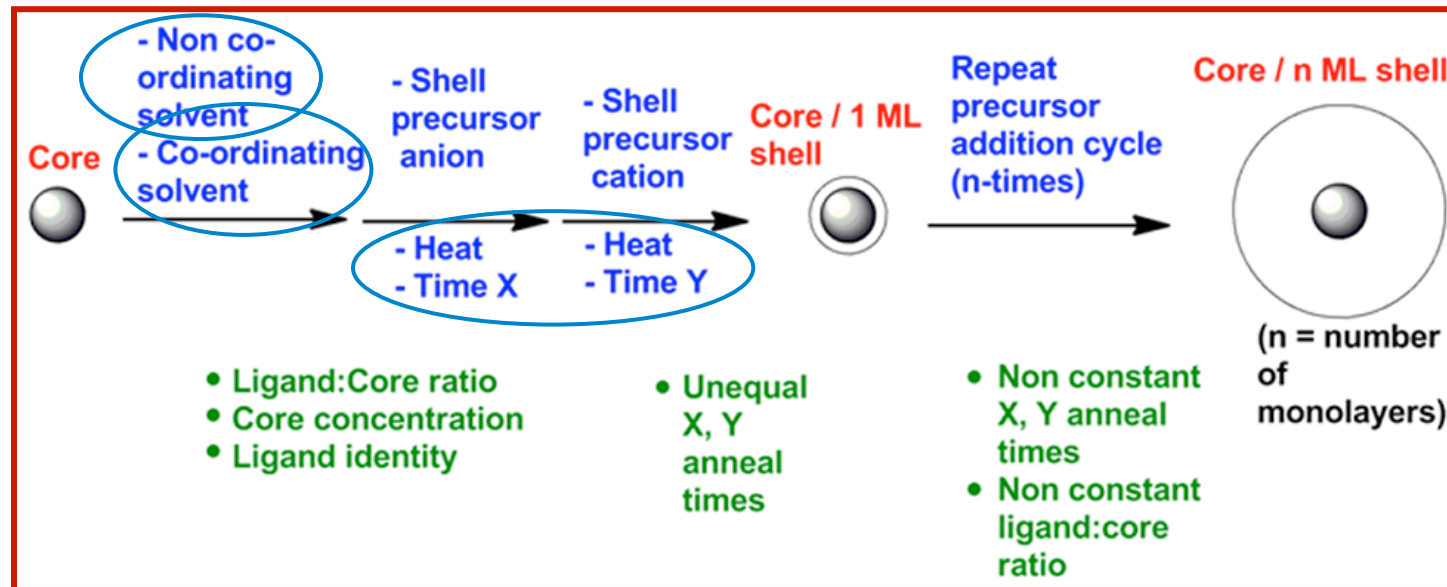 Core
- Non co-
ordinating
solvent
- Co-ordinating
solvent
- Shell
precursor
anion
- Heat
- Time X
- Shell
precursor
cation
- Heat
- Time Y
Core / 1 ML
shell
Repeat
precursor
addition cycle
(n-times)
Core / n ML shell
(n = number
of
monolayers)
• Ligand:Core ratio
• Core concentration
• Ligand identity
• Unequal
X, Y
anneal
times
• Non constant
X, Y anneal
times
• Non constant
ligand:core
ratio